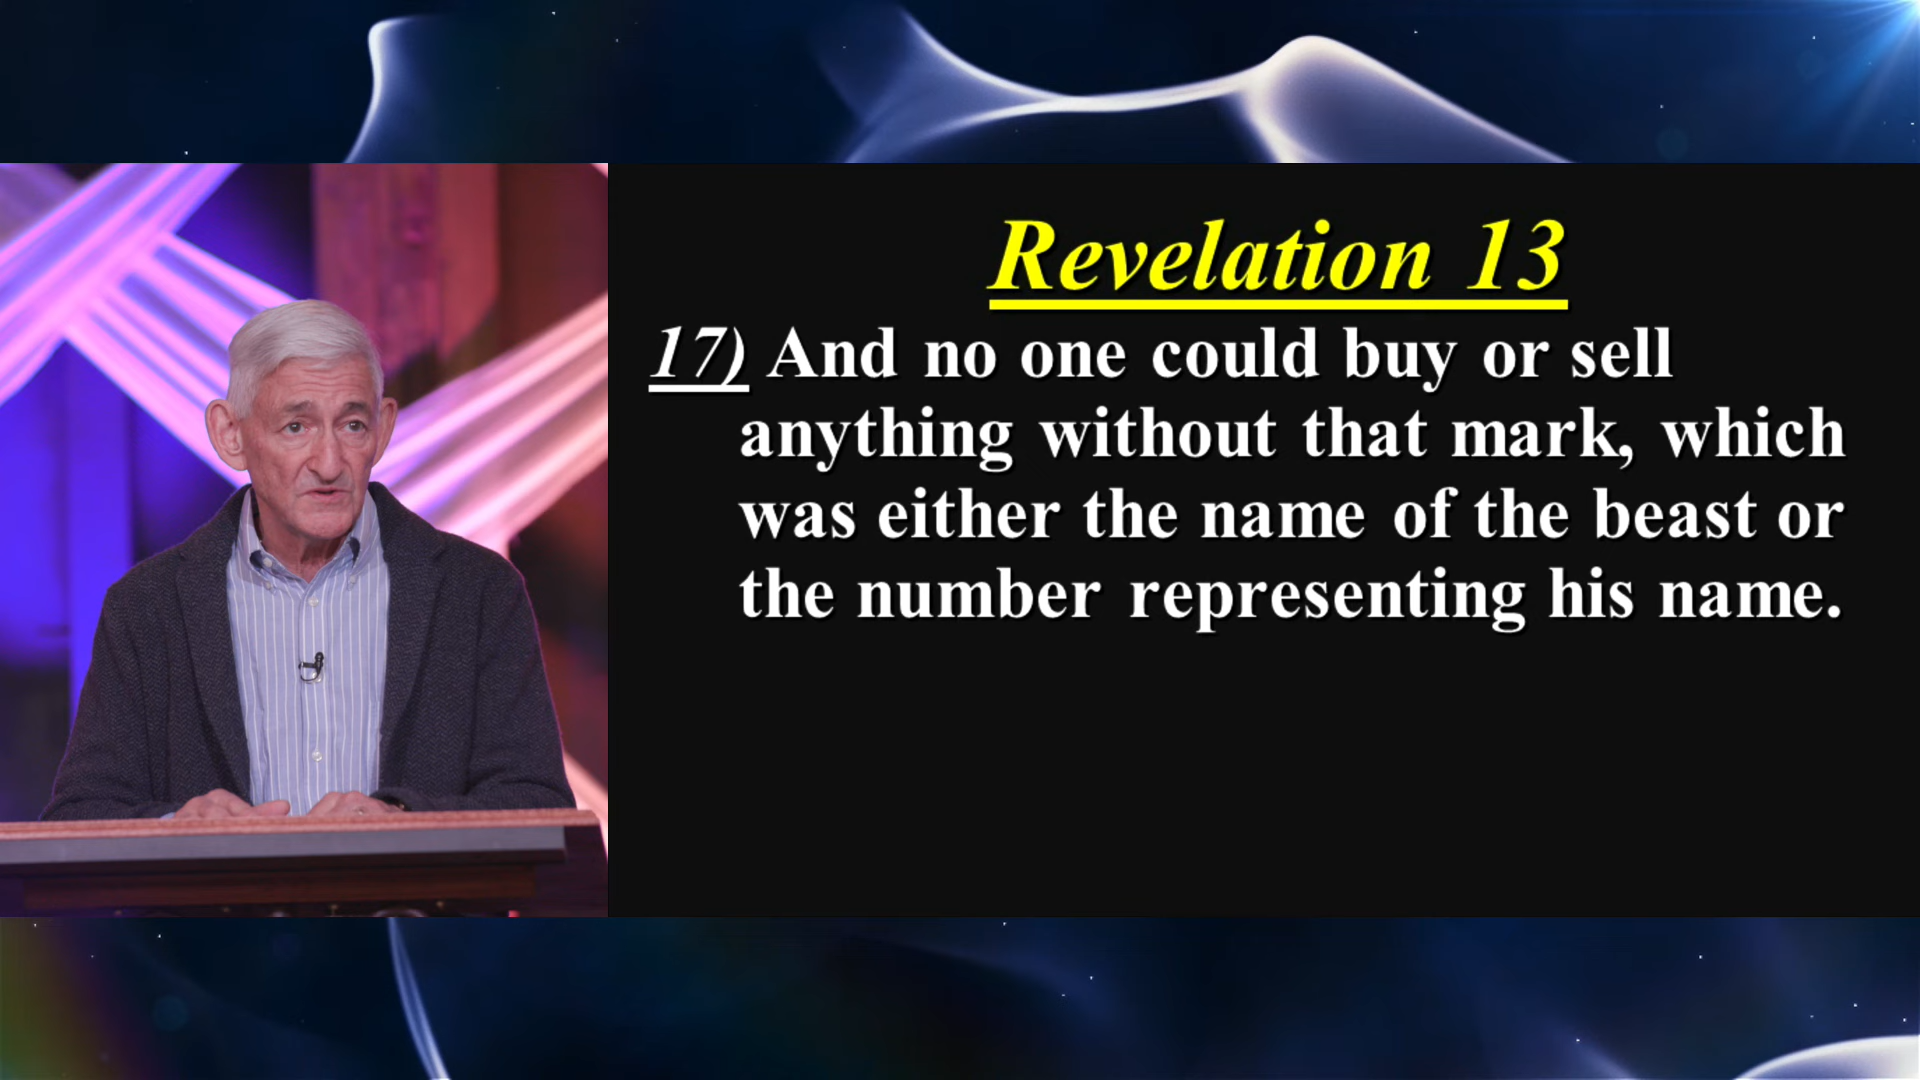 Revelation 13
17) And no one could buy or sell
anything without that mark, which
was either the name of the beast or
the number representing his name.